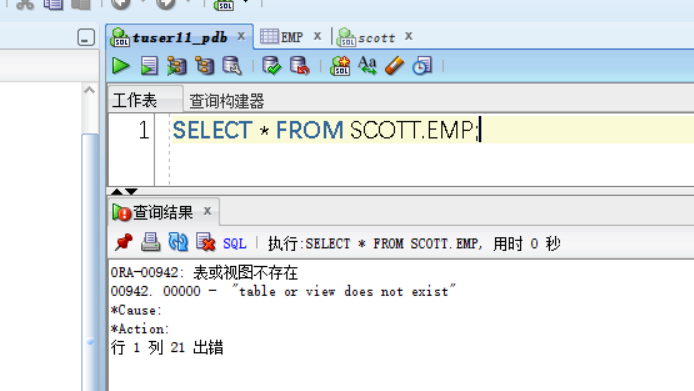 tuser11_pdb EMP scott
工作表 查询构建器
1 SELECT * FROM SCOTT.EMP;
查询结果
SQL 执行:SELECT * FROM SCOTT.EMP, 用时 0 秒
ORA-00942: 表或视图不存在
00942. 00000 - "table or view does not exist"
*Cause:
*Action:
行 1 列 21 出错